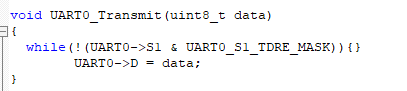 void UART0_Transmit(uint8_t data)
{
while(!(UART0->S1 & UART0_S1_TDRE_MASK)){}
UART0->D = data;
}